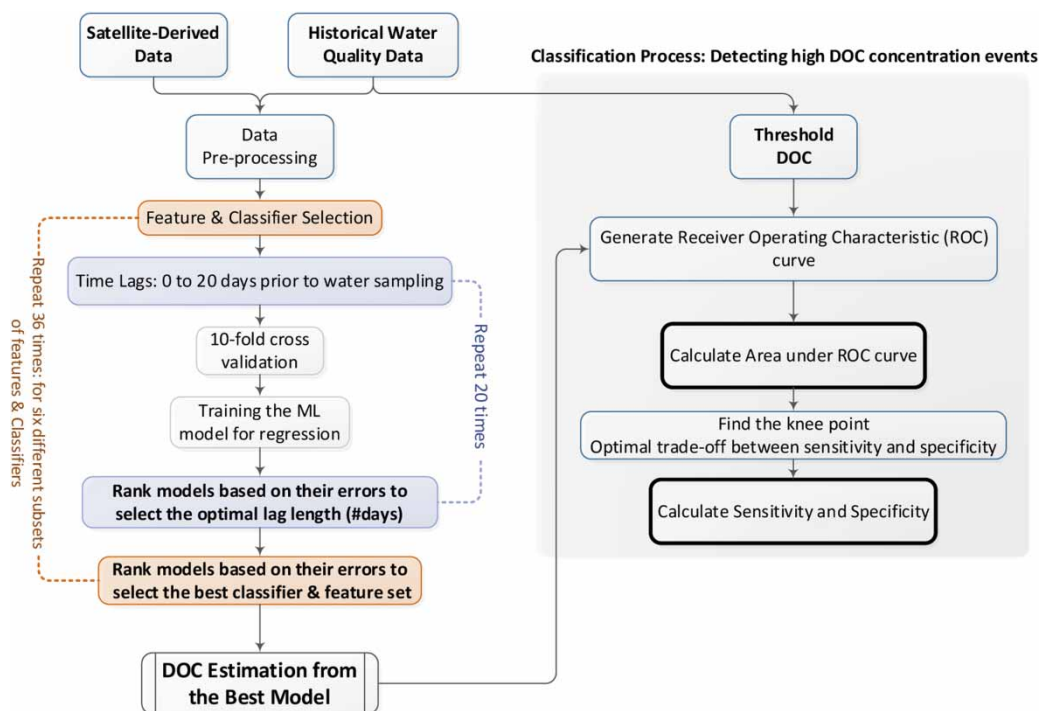 Satellite-Derived
Data
Historical Water
Quality Data
Data
Pre-processing
Feature & Classifier Selection
Time Lags: 0 to 20 days prior to water sampling
10-fold cross
validation
Training the ML
model for regression
Rank models based on their errors to
select the optimal lag length (#days)
Rank models based on their errors to
select the best classifier & feature set
DOC Estimation from
the Best Model
Repeat 36 times: for six different subsets
of features & Classifiers
Repeat 20 times
Classification Process: Detecting high DOC concentration events
Threshold
DOC
Generate Receiver Operating Characteristic (ROC)
curve
Calculate Area under ROC curve
Find the knee point
Optimal trade-off between sensitivity and specificity
Calculate Sensitivity and Specificity